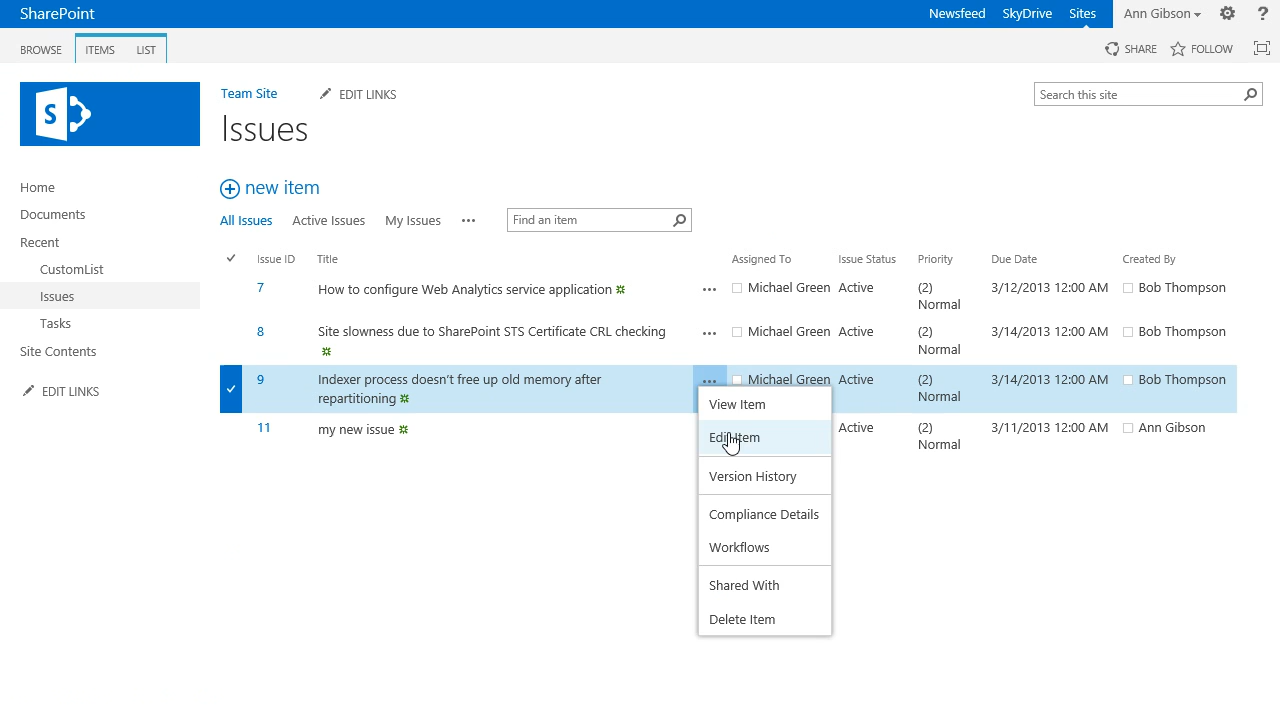 SharePoint Newsfeed SkyDrive Sites Ann Gibson ?
BROWSE ITEMS LIST SHARE FOLLOW
S
Team Site EDIT LINKS Search this site
Issues
Home
Documents
Recent
CustomList
Issues
Tasks
Site Contents
EDIT LINKS
new item
All Issues Active Issues My Issues ••• Find an item
Issue ID Title Assigned To Issue Status Priority Due Date Created By
7 How to configure Web Analytics service application ••• Michael Green Active (2) Normal 3/12/2013 12:00 AM Bob Thompson
8 Site slowness due to SharePoint STS Certificate CRL checking ••• Michael Green Active (2) Normal 3/14/2013 12:00 AM Bob Thompson
9 Indexer process doesn't free up old memory after ••• Michael Green Active (2) Normal 3/14/2013 12:00 AM Bob Thompson
repartitioning
11 my new issue Active (2) Normal 3/11/2013 12:00 AM Ann Gibson
View Item
Edit Item
Version History
Compliance Details
Workflows
Shared With
Delete Item